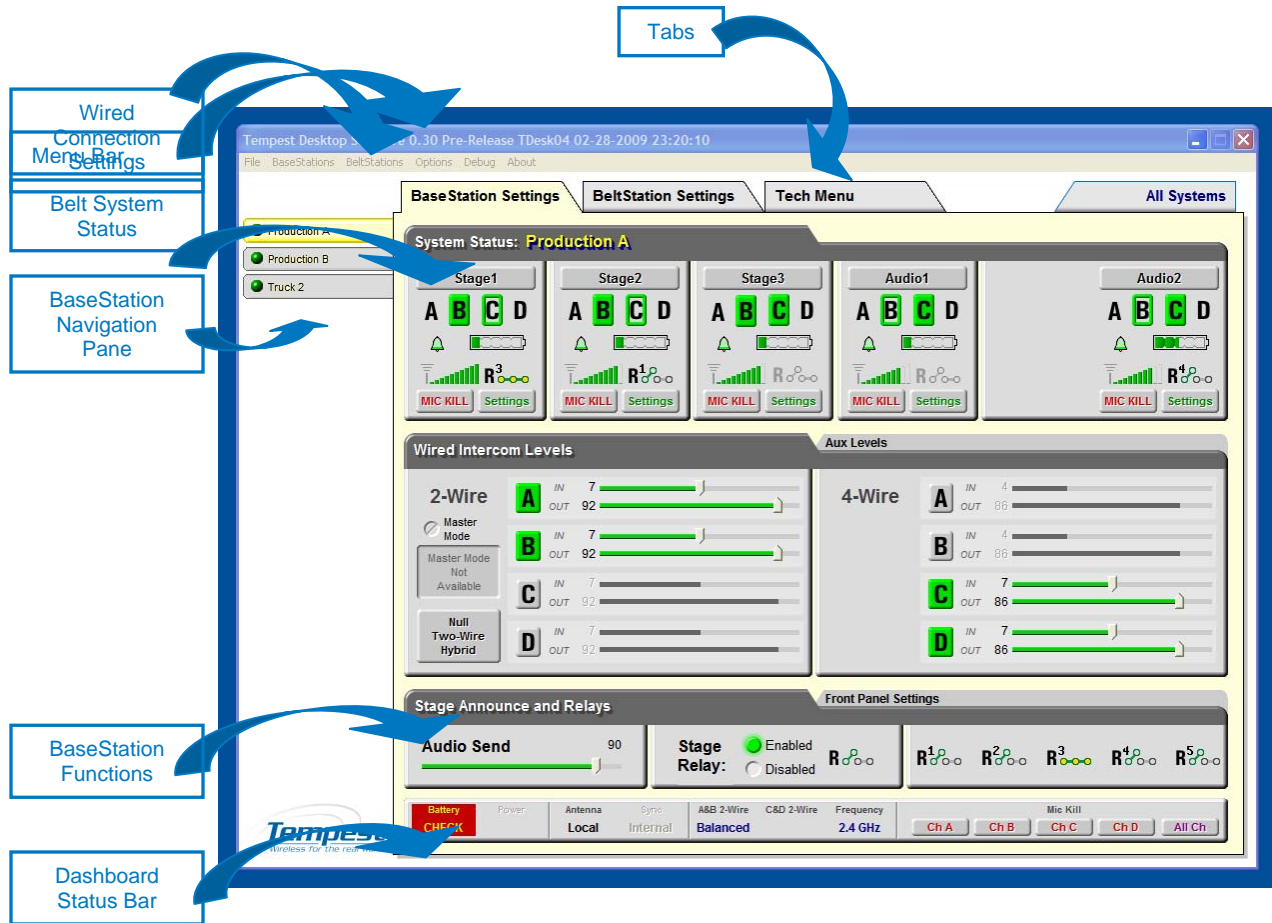 Tabs
Wired
Connection
Settings
Menu Bar
Belt System
Status
BaseStation
Navigation
Pane
BaseStation
Functions
Dashboard
Status Bar
Tempest Desktop 0.30 Pre-Release TDesk04 02-28-2009 23:20:10
File BaseStations BeltStations Options Debug About
BaseStation Settings BeltStation Settings Tech Menu All Systems
Production A
Production B
Truck 2
System Status: Production A
Stage1 Stage2 Stage3 Audio1 Audio2
A B C D A B C D A B C D A B C D A B C D
R3 R1 R R R4
MIC KILL Settings MIC KILL Settings MIC KILL Settings MIC KILL Settings MIC KILL Settings
Wired Intercom Levels Aux Levels
2-Wire
Master
Mode
Master Mode
Not
Available
Null
Two-Wire
Hybrid
A IN 7
OUT 92
B IN 7
OUT 92
C IN 7
OUT 92
D IN 7
OUT 92
4-Wire
A IN 4
OUT 86
B IN 4
OUT 86
C IN 7
OUT 86
D IN 7
OUT 86
Stage Announce and Relays Front Panel Settings
Audio Send 90
Stage
Relay:
Enabled
Disabled
R
R1 R2 R3 R4 R5
Battery Power Antenna Sync A&B 2-Wire C&D 2-Wire Frequency Mic Kill
CHECK Local Internal Balanced 2.4 GHz Ch A Ch B Ch C Ch D All Ch
Tempest
Wireless for the real